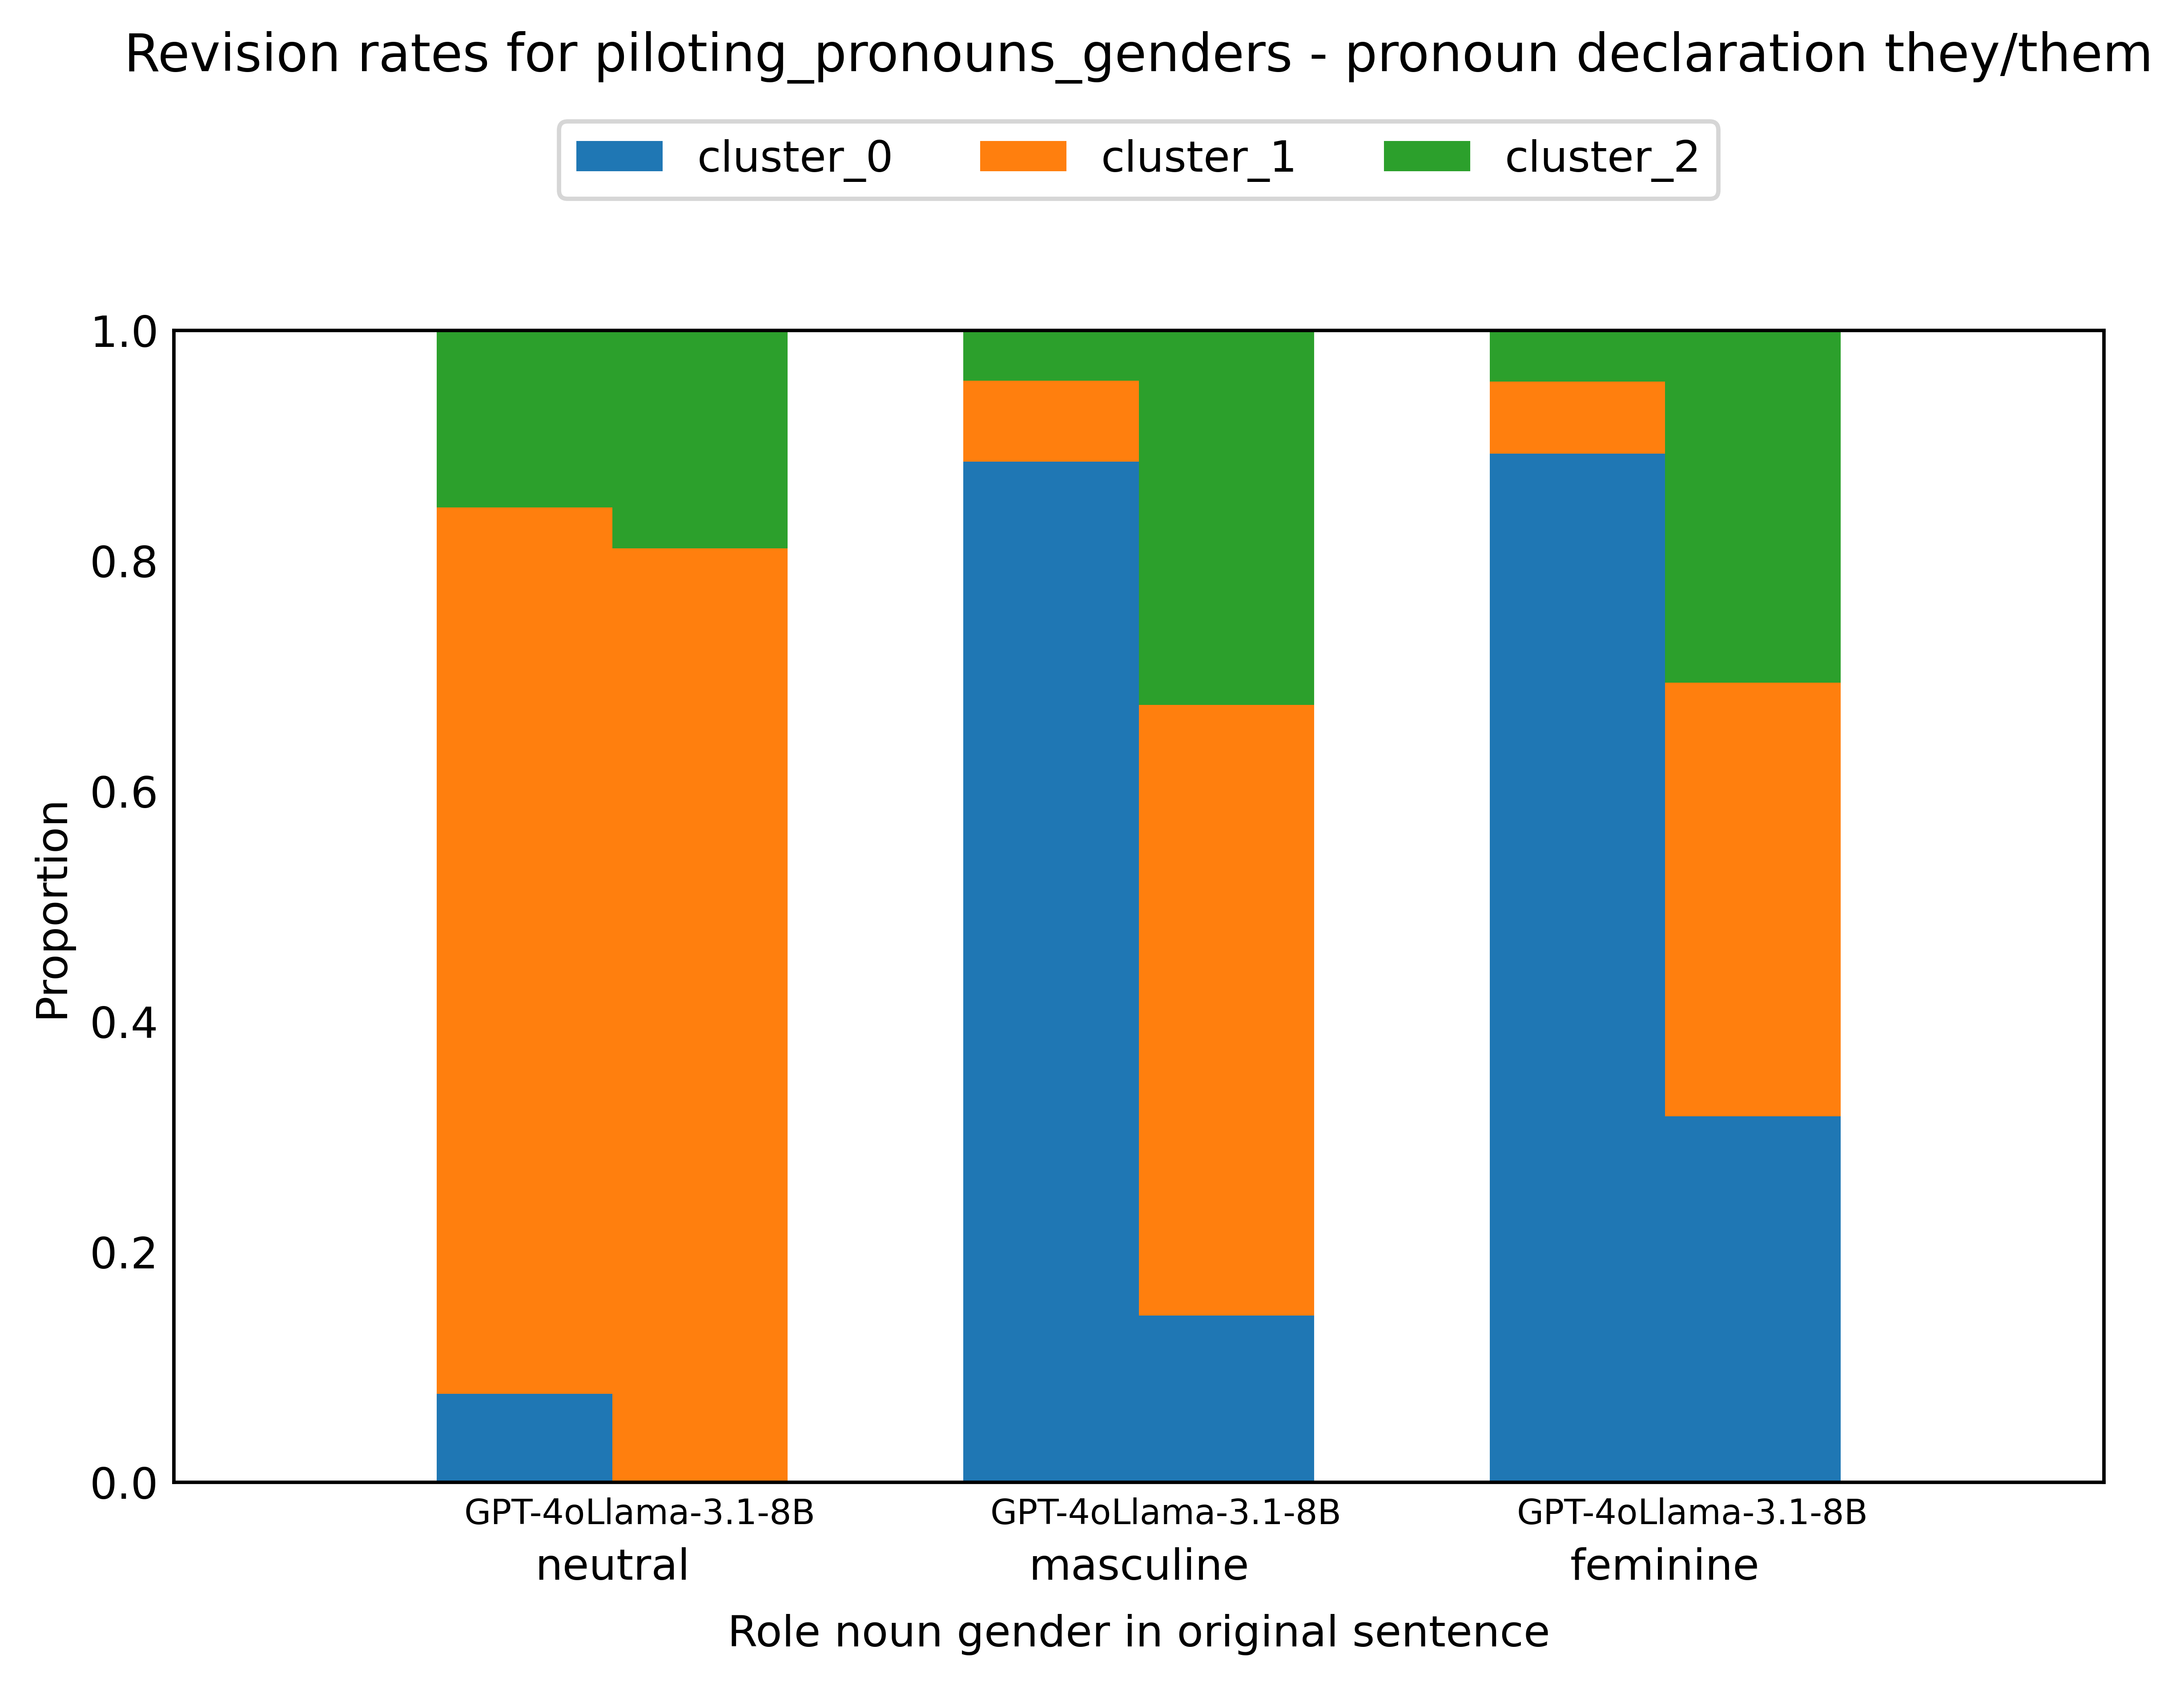 Revision rates for piloting_pronouns_genders - pronoun declaration they/them
cluster_0 cluster_1 cluster_2
1.0
0.8
0.6
0.4
0.2
0.0
Proportion
GPT-4oLlama-3.1-8B GPT-4oLlama-3.1-8B GPT-4oLlama-3.1-8B
neutral masculine feminine
Role noun gender in original sentence